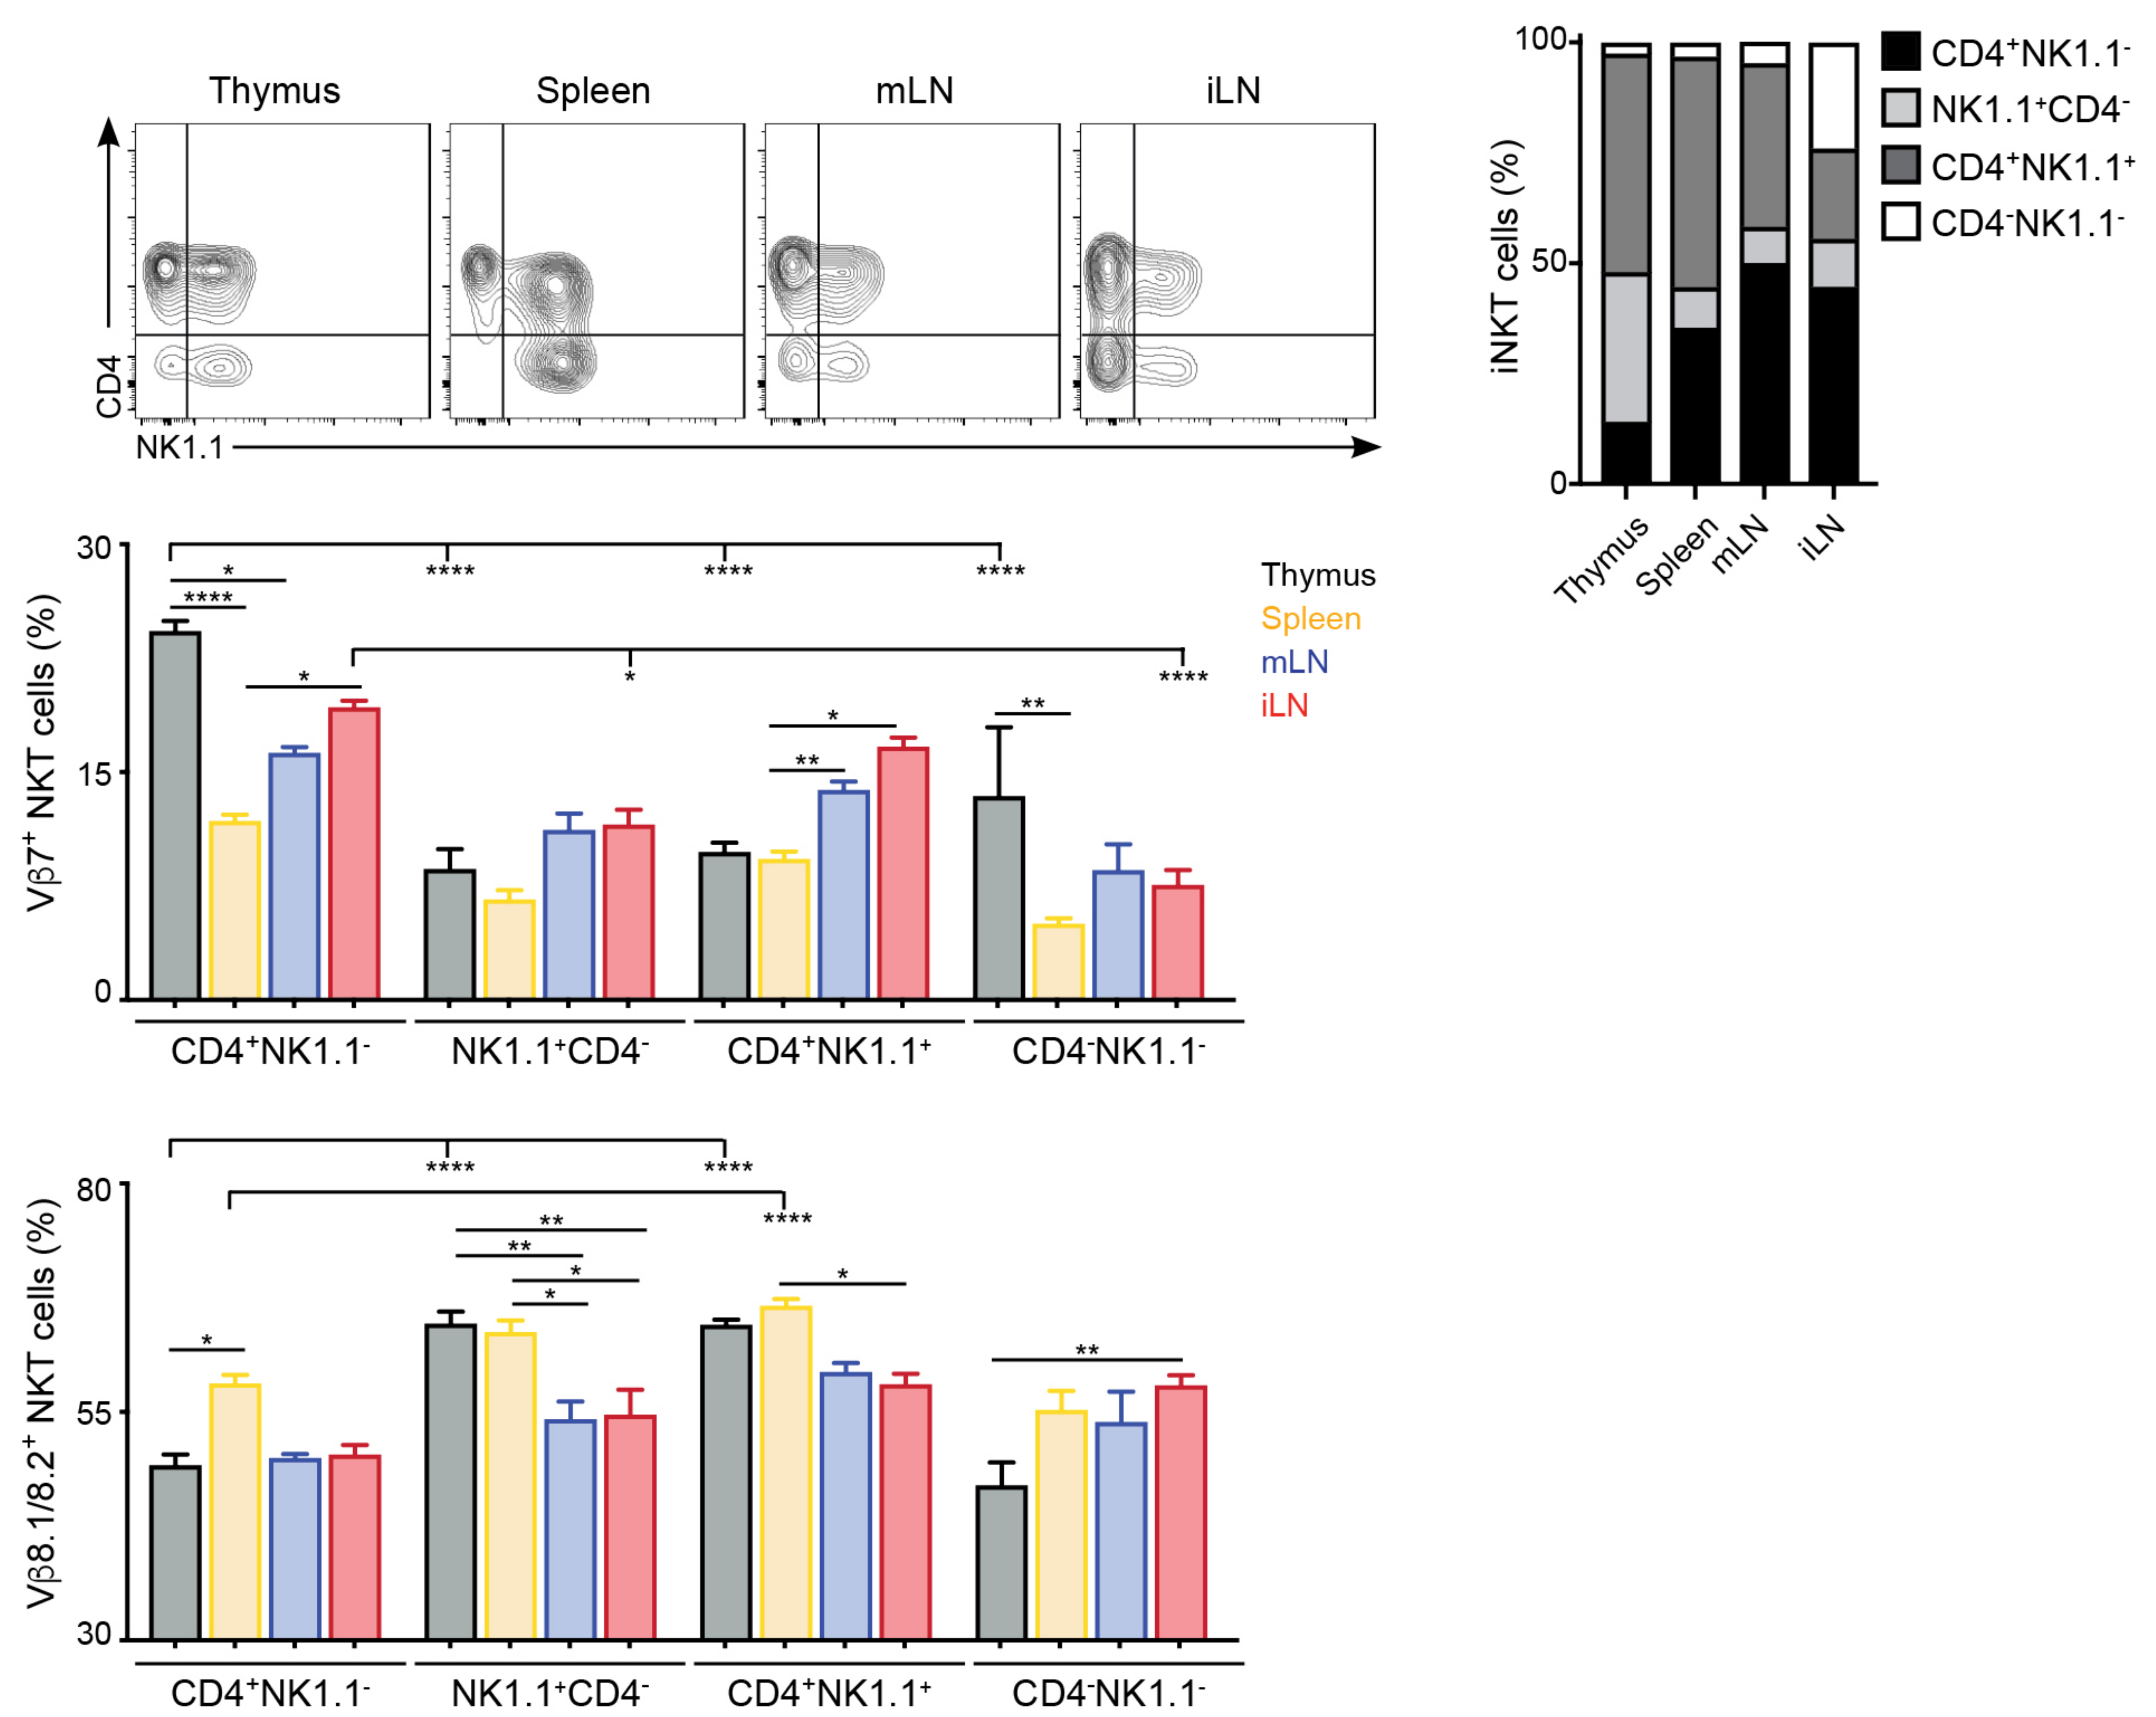 Thymus Spleen mLN iLN
CD4
NK1.1
100
50
0
iNKT cells (%)
Thymus
Spleen
mLN
iLN
CD4⁺NK1.1⁻
NK1.1⁺CD4⁻
CD4⁺NK1.1⁺
CD4⁻NK1.1⁻
30
15
0
Vβ7⁺ NKT cells (%)
**** **** ****
*
****
*
* ****
*
**
**
Thymus
Spleen
mLN
iLN
CD4⁺NK1.1⁻ NK1.1⁺CD4⁻ CD4⁺NK1.1⁺ CD4⁻NK1.1⁻
80
55
30
Vβ8.1/8.2⁺ NKT cells (%)
**** ****
****
*
**
**
*
*
*
**
CD4⁺NK1.1⁻ NK1.1⁺CD4⁻ CD4⁺NK1.1⁺ CD4⁻NK1.1⁻